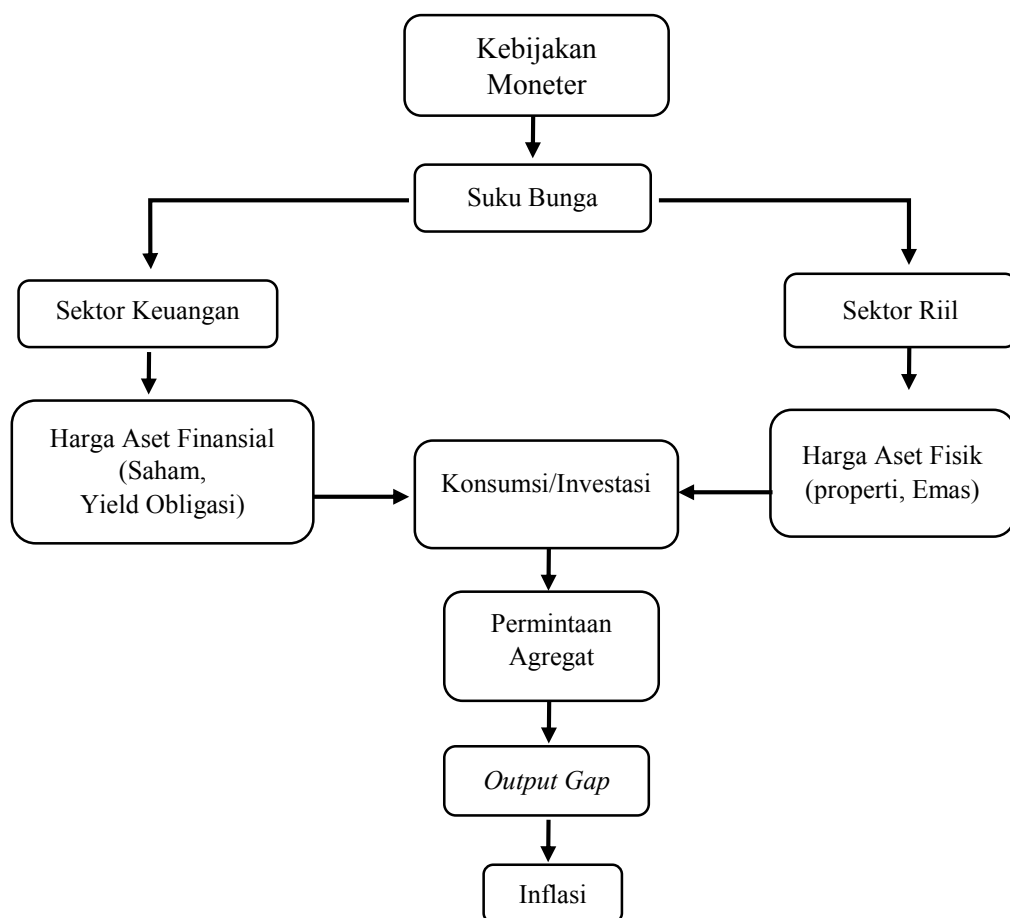 Kebijakan
Moneter
Suku Bunga
Sektor Keuangan
Sektor Riil
Harga Aset Finansial
(Saham,
Yield Obligasi)
Konsumsi/Investasi
Harga Aset Fisik
(properti, Emas)
Permintaan
Agregat
Output Gap
Inflasi